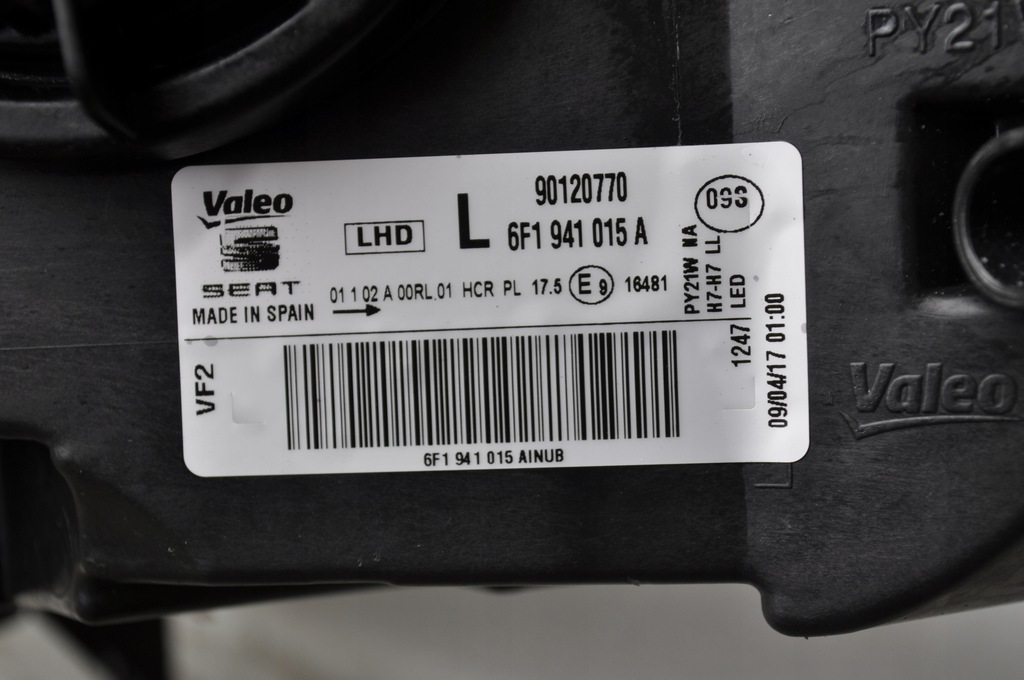 PY21
Valeo
SEAT
MADE IN SPAIN
LHD
L
90120770
6F1 941 015 A
01 1 02 A 00RL.01 HCR PL 17.5 E9 16481
PY21W NA
H7-H7 LL
LED
1247
09/04/17 01:00
VF2
6F1 941 015 AINUB
Valeo